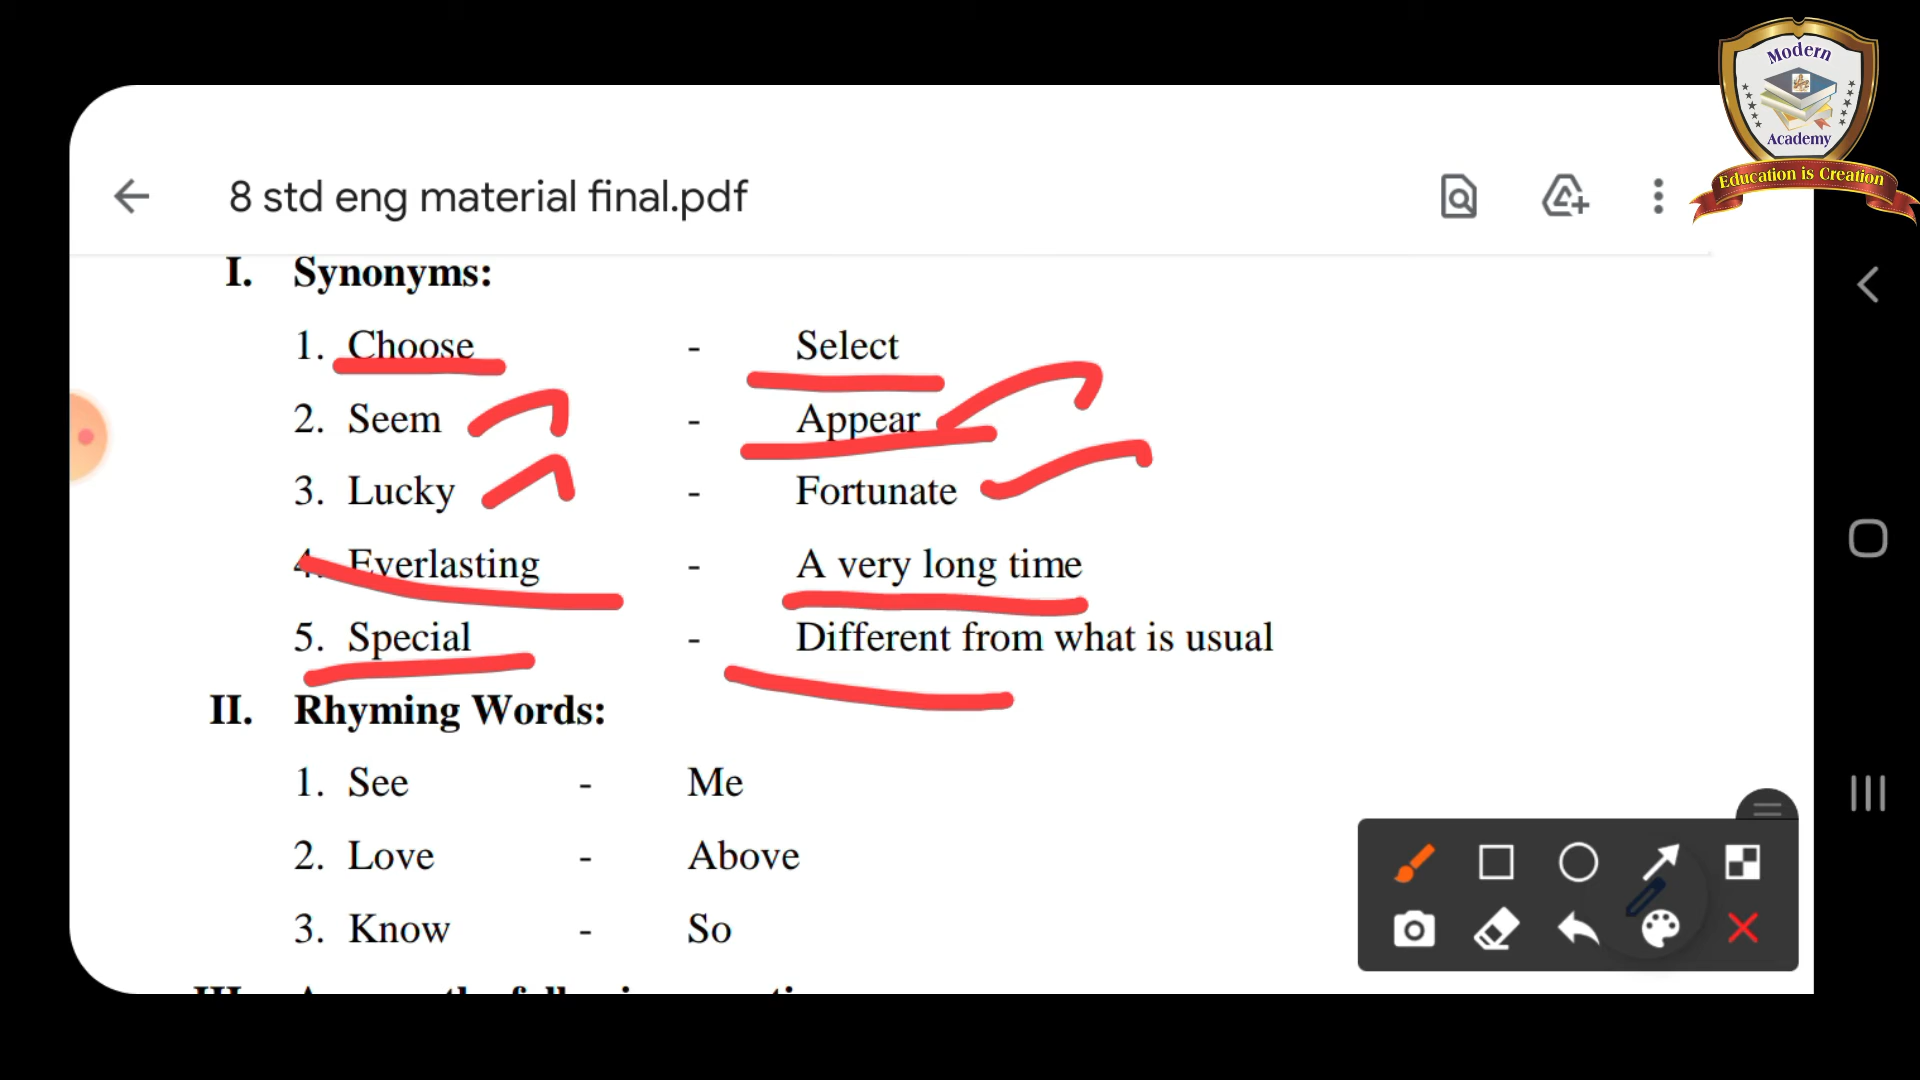 Modern
Academy
Education is Creation
8 std eng material final.pdf
I. Synonyms:
1. Choose - Select
2. Seem - Appear
3. Lucky - Fortunate
4. Everlasting - A very long time
5. Special - Different from what is usual
II. Rhyming Words:
1. See - Me
2. Love - Above
3. Know - So